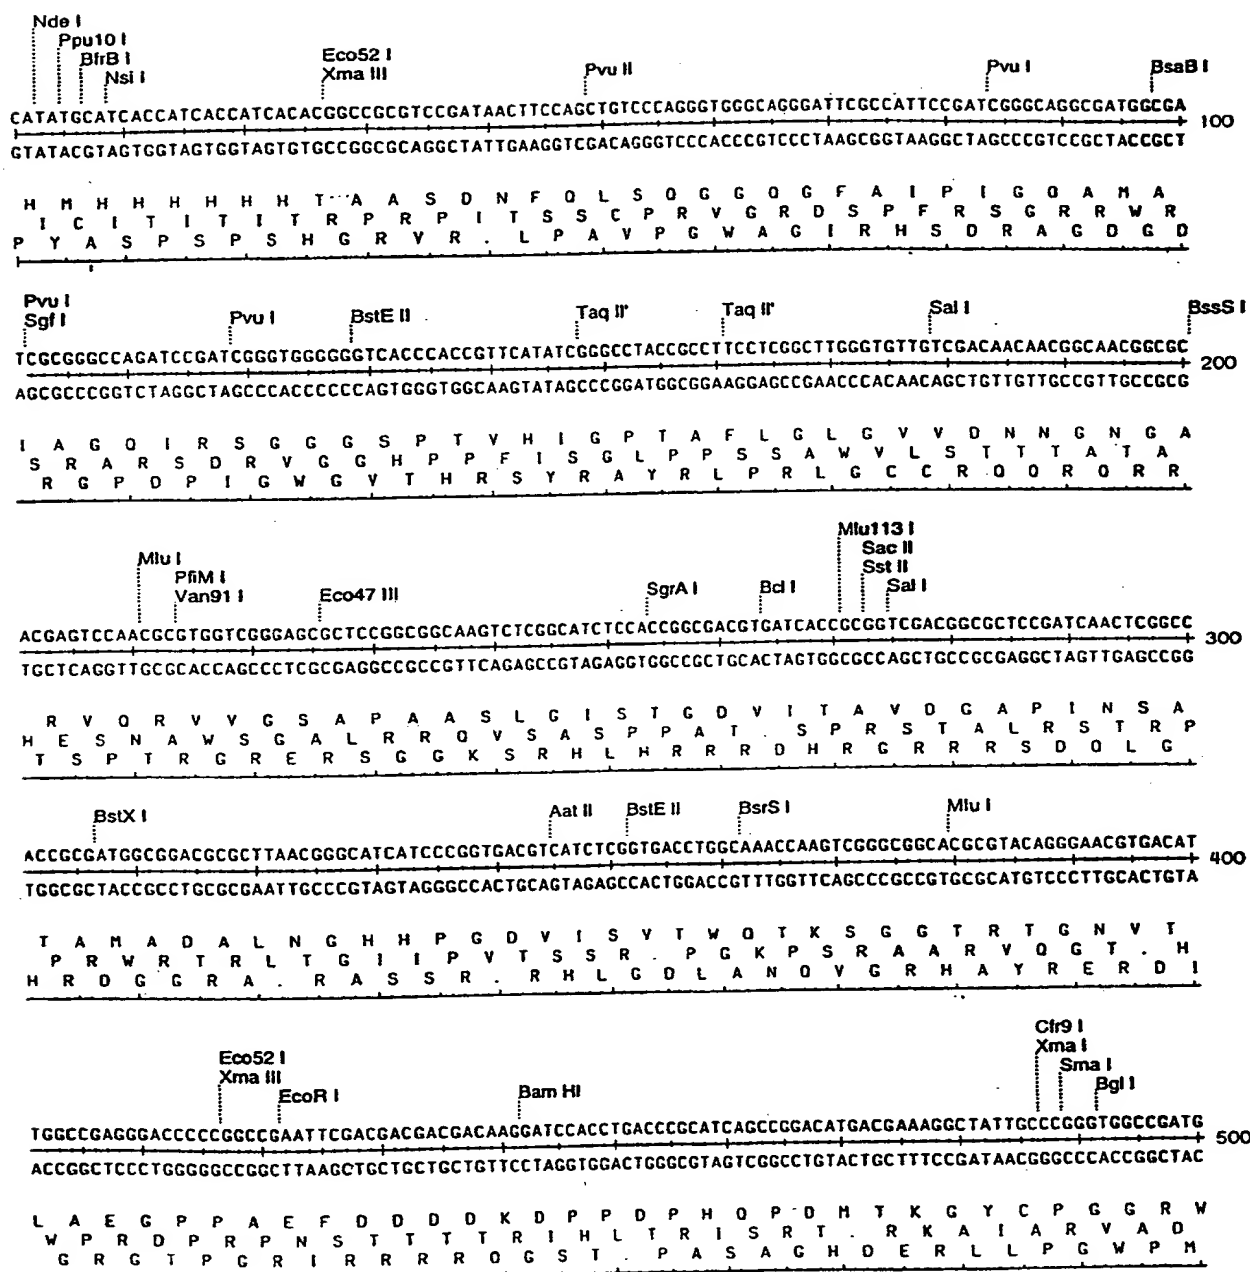 Nde I
Ppu10 I
BfrB I
Nsi I
Eco52 I
Xma III
Pvu II
Pvu I
BsaB I
CATATGCATCACCATCACCATCACACGGCCGCGTCCGATAACTTCCAGCTGTCCCAGGGTGGGCAGGGATTCGCCATTCCGATCGGGCAGGCGATGGCGA
100
GTATACGTAGTGGTAGTGGTAGTGTGCCGGCGCAGGCTATTGAAGGTCGACAGGGTCCCACCCGTCCCTAAGCGGTAAGGCTAGCCCGTCCGCTACCGCT
H M H H H H H H T A A S D N F Q L S Q G G Q G F A I P I G Q A M A
I C I T I T I T R P R P I T S S C P R V G R D S P F R S G R R W R
P Y A S P S P S H G R V R . L P A V P G W A G I R H S D R A G D G D
Pvu I
Sgf I
Pvu I
BstE II
Taq II'
Taq II'
Sal I
BssS I
TCGCGGGCCAGATCCGATCGGGTGGGGGGTCACCCACCGTTCATATCGGGCCTACCGCCTTCCTCGGCTTGGGTGTTGTCGACAACAACGGCAACGGCGC
200
AGCGCCCGGTCTAGGCTAGCCCACCCCCCAGTGGGTGGCAAGTATAGCCCGGATGGCGGAAGGAGCCGAACCCACAACAGCTGTTGTTGCCGTTGCCGCG
I A G Q I R S G G G S P T V H I G P T A F L G L G V V D N N G N G A
S R A R S D R V G G H P P F I S G L P P S S A W V L S T T T A T A
R G P D P I G W G V T H R S Y R A Y R L P R L G C C R Q Q R Q R R
Mlu I
PflM I
Van91 I
Eco47 III
SgrA I
Bcl I
Mlu113 I
Sac II
Sst II
Sal I
ACGAGTCCAACGCGTGGTCGGGAGCGCTCCGGCGGCAAGTCTCGGCATCTCCACCGGCGACGTGATCACCGCGGTCGACGGCGCTCCGATCAACTCGGCC
300
TGCTCAGGTTGCGCACCAGCCCTCGCGAGGCCGCCGTTCAGAGCCGTAGAGGTGGCCGCTGCACTAGTGGCGCCAGCTGCCGCGAGGCTAGTTGAGCCGG
R V Q R V V G S A P A A S L G I S T G D V I T A V D G A P I N S A
H E S N A W S G A L R R Q V S A S P P A T . S P R S T A L R S T R P
T S P T R G R E R S G G K S R H L H R R R D H R G R R R S D Q L G
BstX I
Aat II
BstE II
BsrS I
Mlu I
ACCGCGATGGCGGACGCGCTTAACGGGCATCATCCCGGTGACGTCATCTCGGTGACCTGGCAAACCAAGTCGGGCGGCACGCGTACAGGGAACGTGACAT
400
TGGCGCTACCGCCTGCGCGAATTGCCCGTAGTAGGGCCACTGCAGTAGAGCCACTGGACCGTTTGGTTCAGCCCGCCGTGCGCATGTCCCTTGCACTGTA
T A M A D A L N G H H P G D V I S V T W Q T K S G G T R T G N V T
P R W R T R L T G I I P V T S S R . P G K P S R A A R V Q G T . H
H R D G G R A . R A S S R . R H L G D L A N Q V G R H A Y R E R D I
Eco52 I
Xma III
EcoR I
Bam HI
Cfr9 I
Xma I
Sma I
Bgl I
TGGCCGAGGGACCCCCGGCCGAATTCGACGACGACGACAAGGATCCACCTGACCCGCATCAGCCGGACATGACGAAAGGCTATTGCCCGGGTGGCCGATG
500
ACCGGCTCCCTGGGGGCCGGCTTAAGCTGCTGCTGCTGTTCCTAGGTGGACTGGGCGTAGTCGGCCTGTACTGCTTTCCGATAACGGGCCCACCGGCTAC
L A E G P P A E F D D D D K D P P D P H Q P D M T K G Y C P G G R W
W P R D P R P N S T T T T R I H L T R I S R T . R K A I A R V A D
G R G T P G R I R R R R Q G S T . P A S A G H D E R L L P G W P M